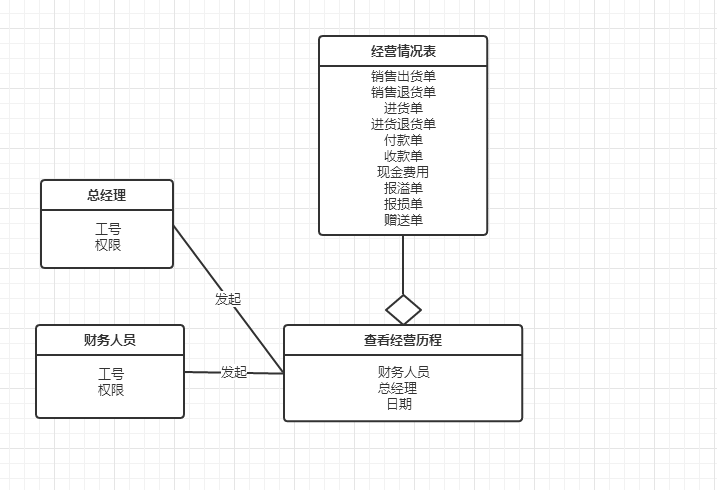 经营情况表
销售出货单
销售退货单
进货单
进货退货单
付款单
收款单
现金费用
报溢单
报损单
赠送单
总经理
工号
权限
发起
财务人员
工号
权限
发起
查看经营历程
财务人员
总经理
日期